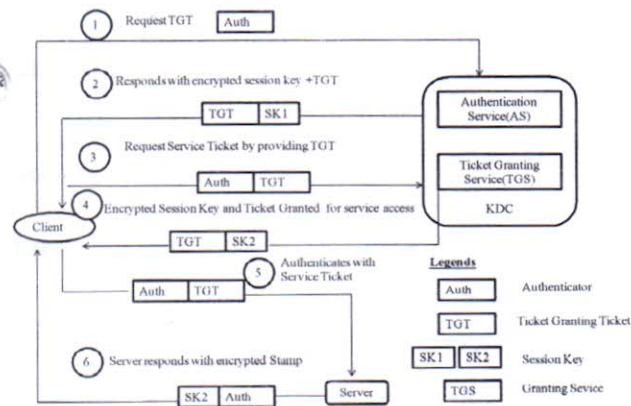 1
Request TGT
Auth
2
Responds with encrypted session key +TGT
TGT SK1
Authentication
Service(AS)
3
Request Service Ticket by providing TGT
Auth TGT
Ticket Granting
Service(TGS)
KDC
4
Encrypted Session Key and Ticket Granted for service access
Client
TGT SK2
5
Authenticates with
Service Ticket
Auth TGT
Legends
Auth Authenticator
TGT Ticket Granting Ticket
6
Server responds with encrypted Stamp
SK1 SK2 Session Key
SK2 Auth
Server
TGS Granting Sevice